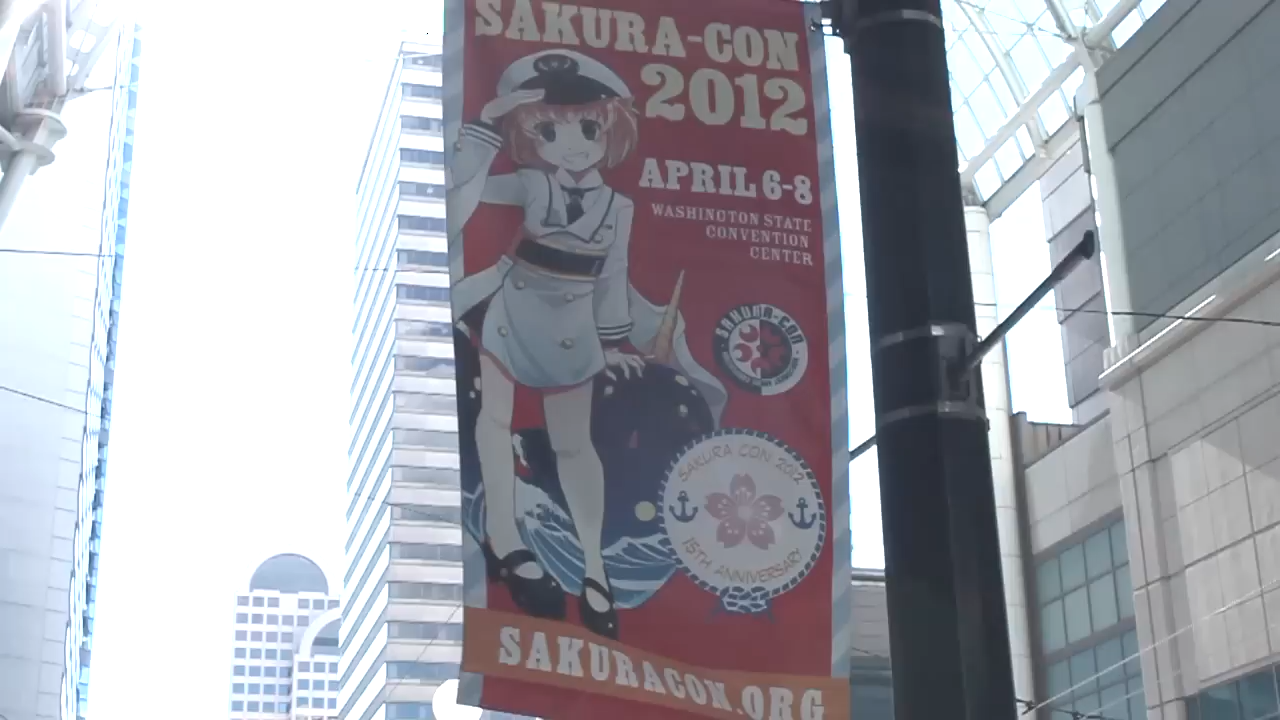 SAKURA-CON
2012
APRIL 6-8
WASHINGTON STATE
CONVENTION
CENTER
SAKURA-CON
SAKURA CON 2012
15TH ANNIVERSARY
SAKURACON.ORG